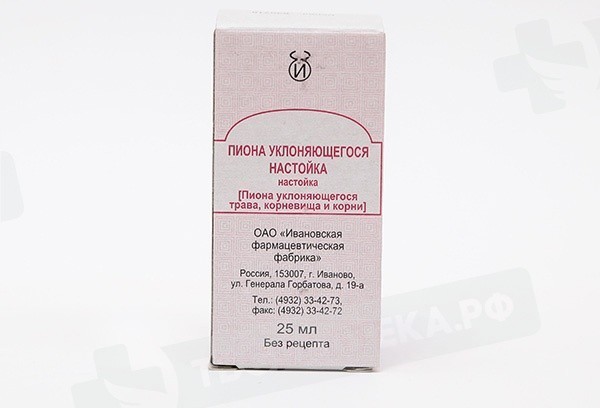 И
ПИОНА УКЛОНЯЮЩЕГОСЯ
НАСТОЙКА
настойка
[Пиона уклоняющегося
трава, корневища и корни]
ОАО «Ивановская
фармацевтическая
фабрика»
Россия, 153007, г. Иваново,
ул. Генерала Горбатова, д. 19-а
Тел.: (4932) 33-42-73,
факс: (4932) 33-42-72
25 мл
Без рецепта